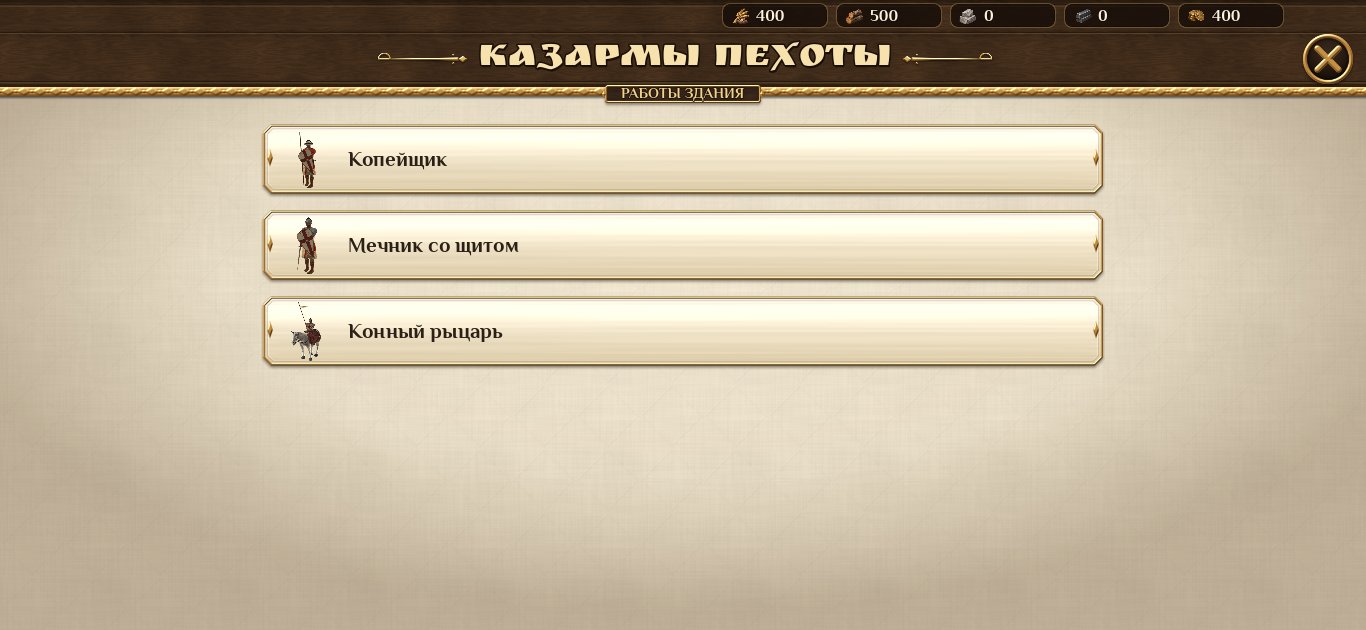 400 500 0 0 400
КАЗАРМЫ ПЕХОТЫ
РАБОТЫ ЗДАНИЯ
Копейщик
Мечник со щитом
Конный рыцарь